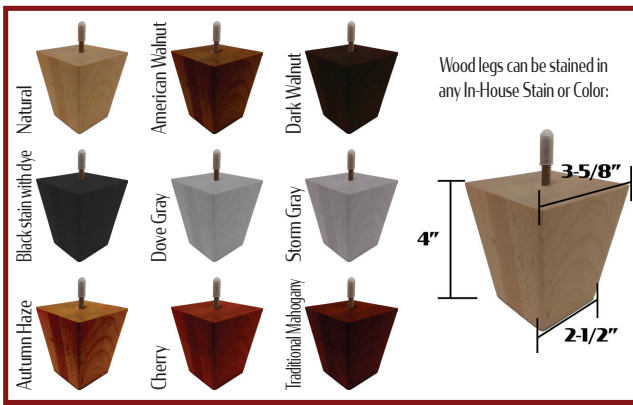 Natural
American Walnut
Dark Walnut
Wood legs can be stained in
any In-House Stain or Color:
Black stain with dye
Dove Gray
Storm Gray
3-5/8"
4"
2-1/2"
Autumn Haze
Cherry
Traditional Mahogany